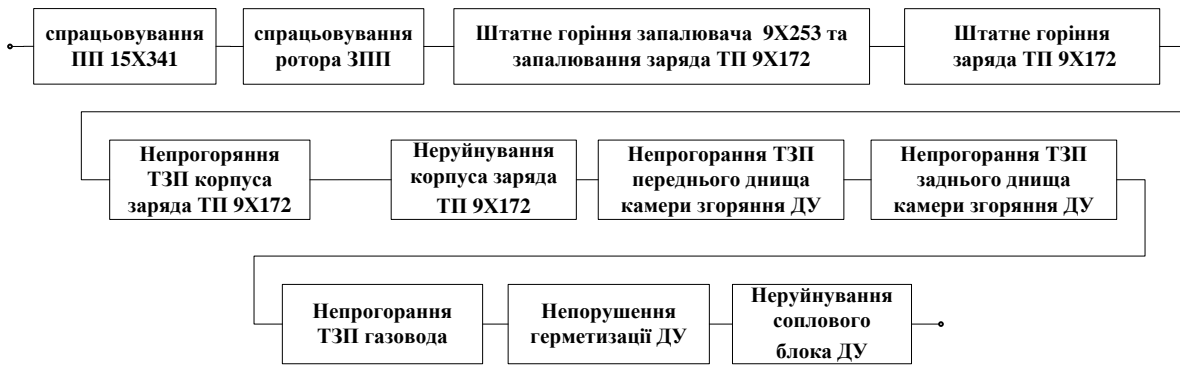 спрацьовування
ПП 15Х341
спрацьовування
ротора ЗПП
Штатне горіння запалювача 9Х253 та
запалювання заряда ТП 9Х172
Штатне горіння
заряда ТП 9Х172
Непрогоряння
ТЗП корпуса
заряда ТП 9Х172
Неруйнування
корпуса заряда
ТП 9Х172
Непрогорання ТЗП
переднього днища
камери згоряння ДУ
Непрогорання ТЗП
заднього днища
камери згоряння ДУ
Непрогорання
ТЗП газовода
Непорушення
герметизації ДУ
Неруйнування
соплового
блока ДУ